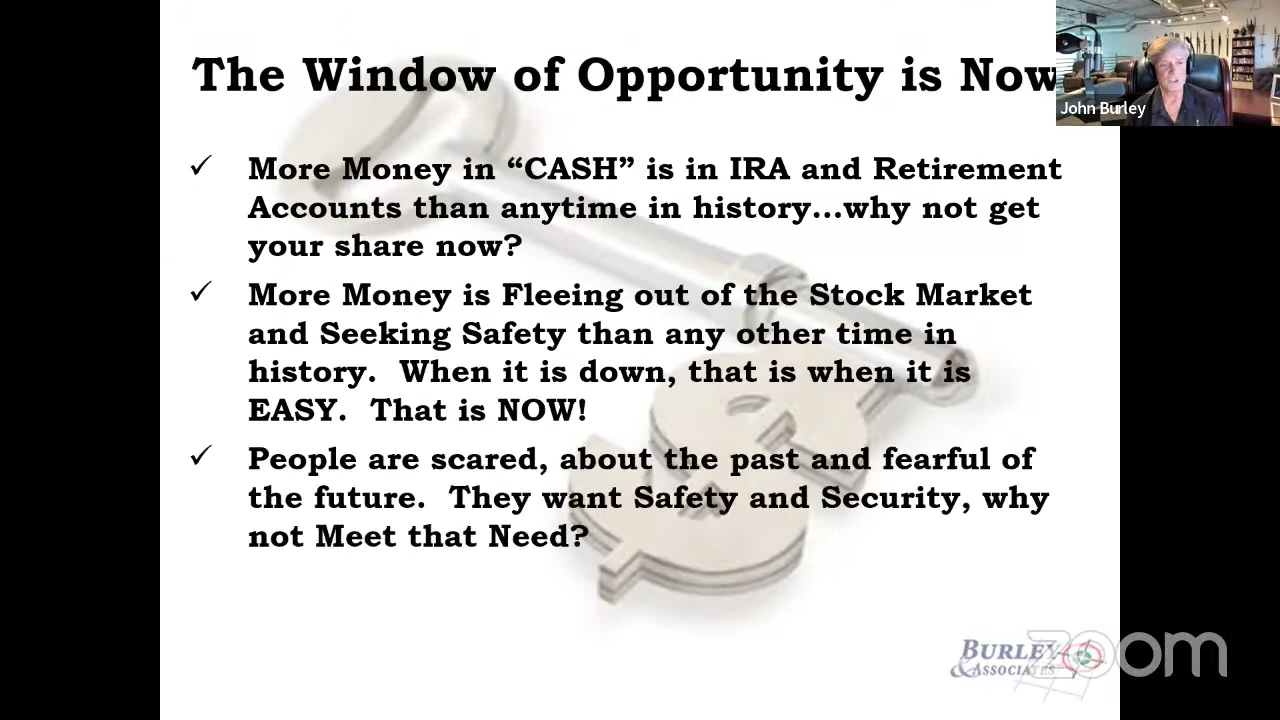 The Window of Opportunity is Now
John Burley
✓ More Money in “CASH” is in IRA and Retirement
Accounts than anytime in history…why not get
your share now?
✓ More Money is Fleeing out of the Stock Market
and Seeking Safety than any other time in
history.  When it is down, that is when it is
EASY.  That is NOW!
✓ People are scared, about the past and fearful of
the future.  They want Safety and Security, why
not Meet that Need?
BURLEY
& ASSOCIATES
zoom